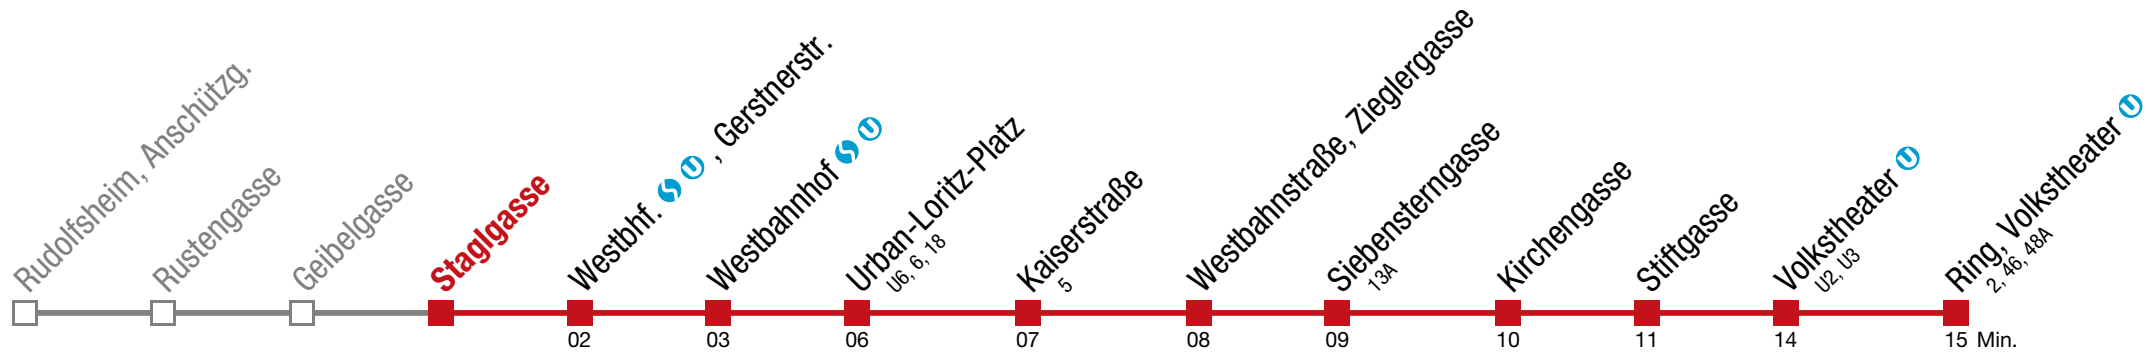 Rudolfsheim, Anschützg.
Rustengasse
Geibelgasse
Staglgasse
Westbhf. S U , Gerstnerstr.
Westbahnhof S U
Urban-Loritz-Platz
U6, 6, 18
Kaiserstraße
5
Westbahnstraße, Zieglergasse
Siebensterngasse
13A
Kirchengasse
Stiftgasse
Volkstheater U
U2, U3
Ring, Volkstheater U
2, 46, 48A
02 03 06 07 08 09 10 11 14 15 Min.